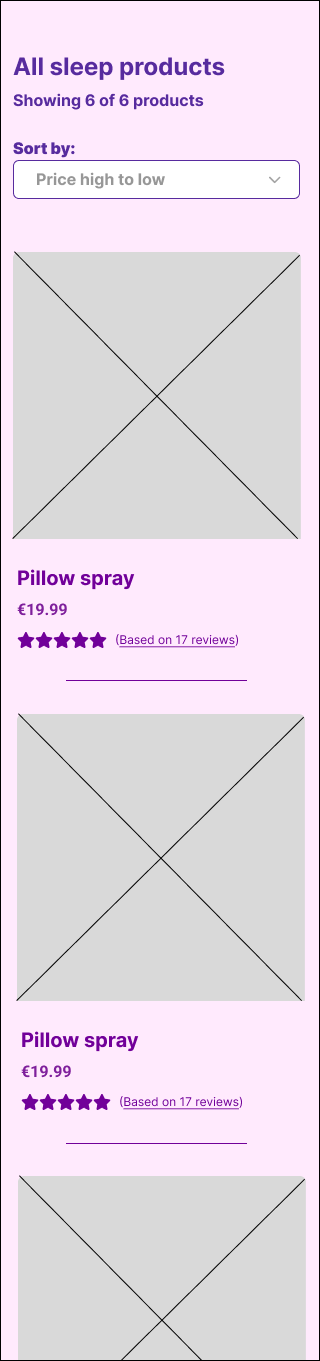 All sleep products
Showing 6 of 6 products
Sort by:
Price high to low
Pillow spray
€19.99
(Based on 17 reviews)
Pillow spray
€19.99
(Based on 17 reviews)